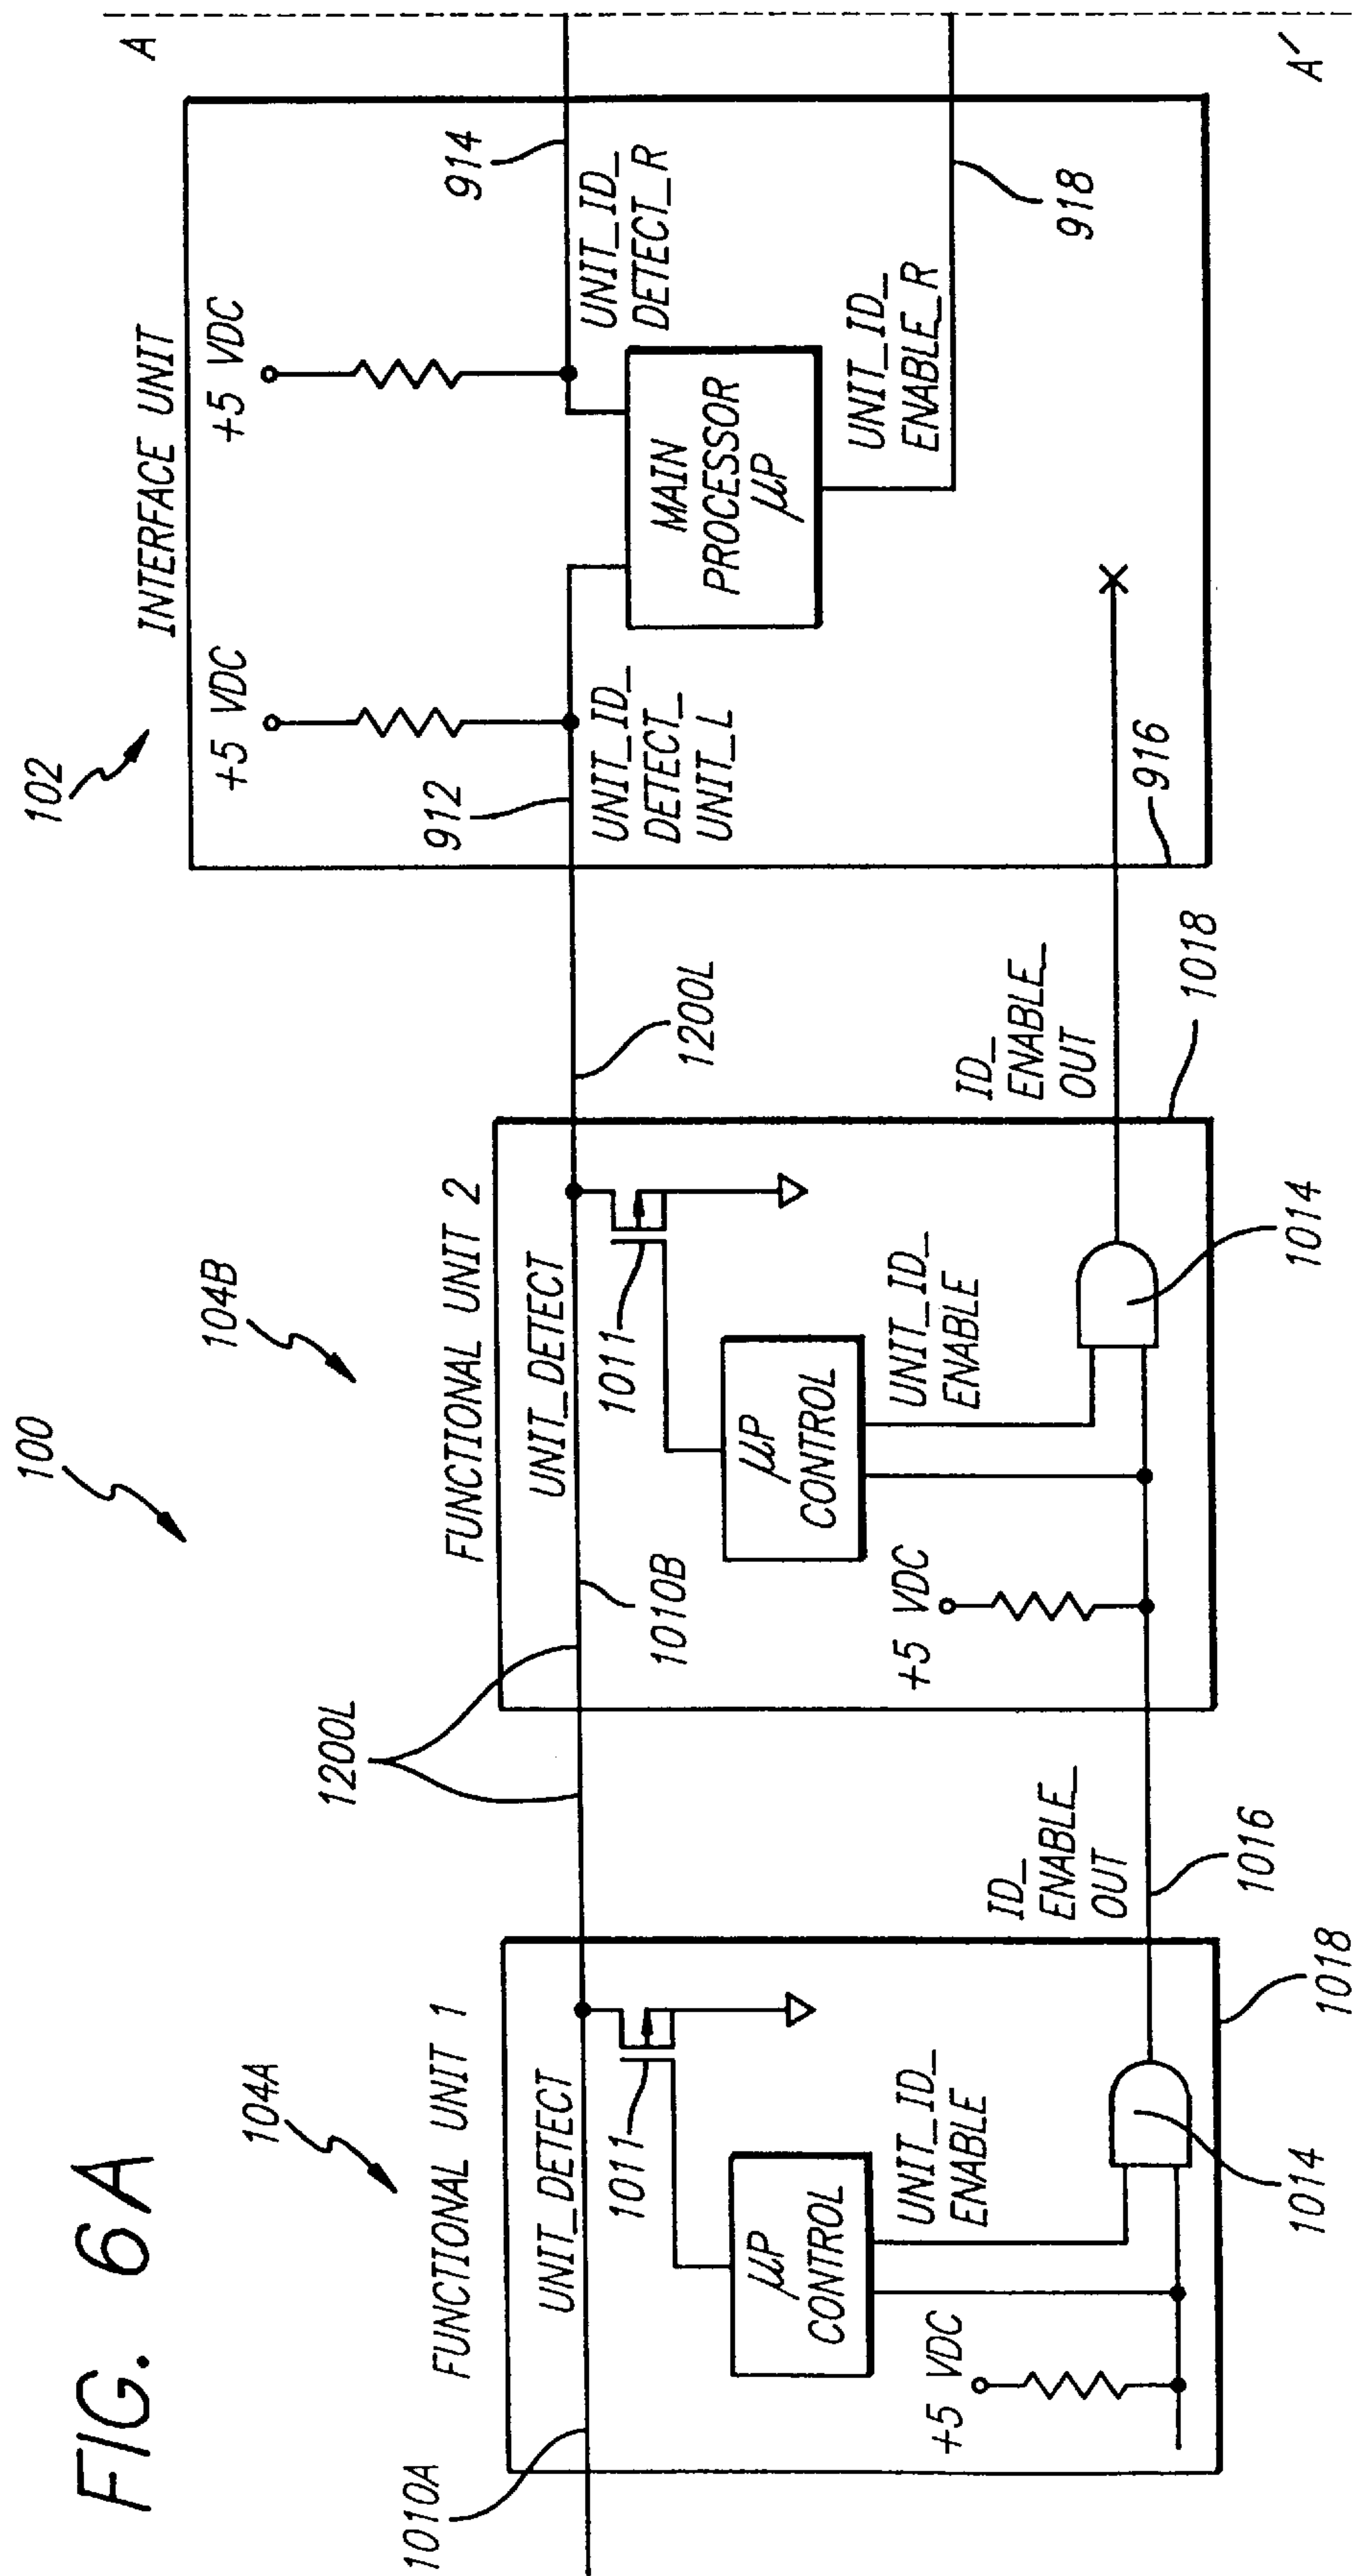 FIG. 6A
100
102
104A
104B
FUNCTIONAL UNIT 1
UNIT_DETECT
1010A
1011
μP
CONTROL
UNIT_ID_
ENABLE
+5 VDC
1014
1018
ID_
ENABLE_
OUT
1016
1200L
FUNCTIONAL UNIT 2
UNIT_DETECT
1010B
1011
μP
CONTROL
UNIT_ID_
ENABLE
+5 VDC
1014
1018
ID_
ENABLE_
OUT
1200L
INTERFACE UNIT
+5 VDC
+5 VDC
912
UNIT_ID_
DETECT_
UNIT_L
914
UNIT_ID_
DETECT_R
MAIN
PROCESSOR
μP
UNIT_ID_
ENABLE_R
916
918
A
A′